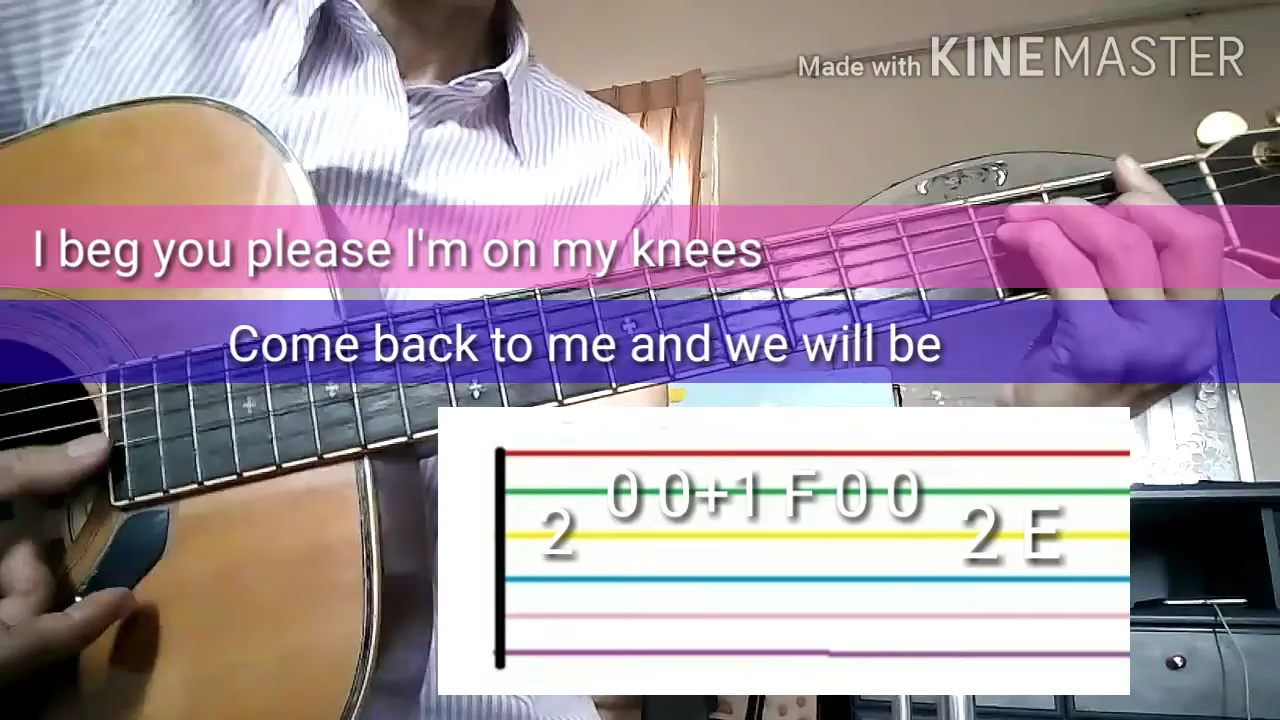 Made with KINEMASTER
I beg you please I'm on my knees
Come back to me and we will be
2 0 0+1 F 0 0 2 E